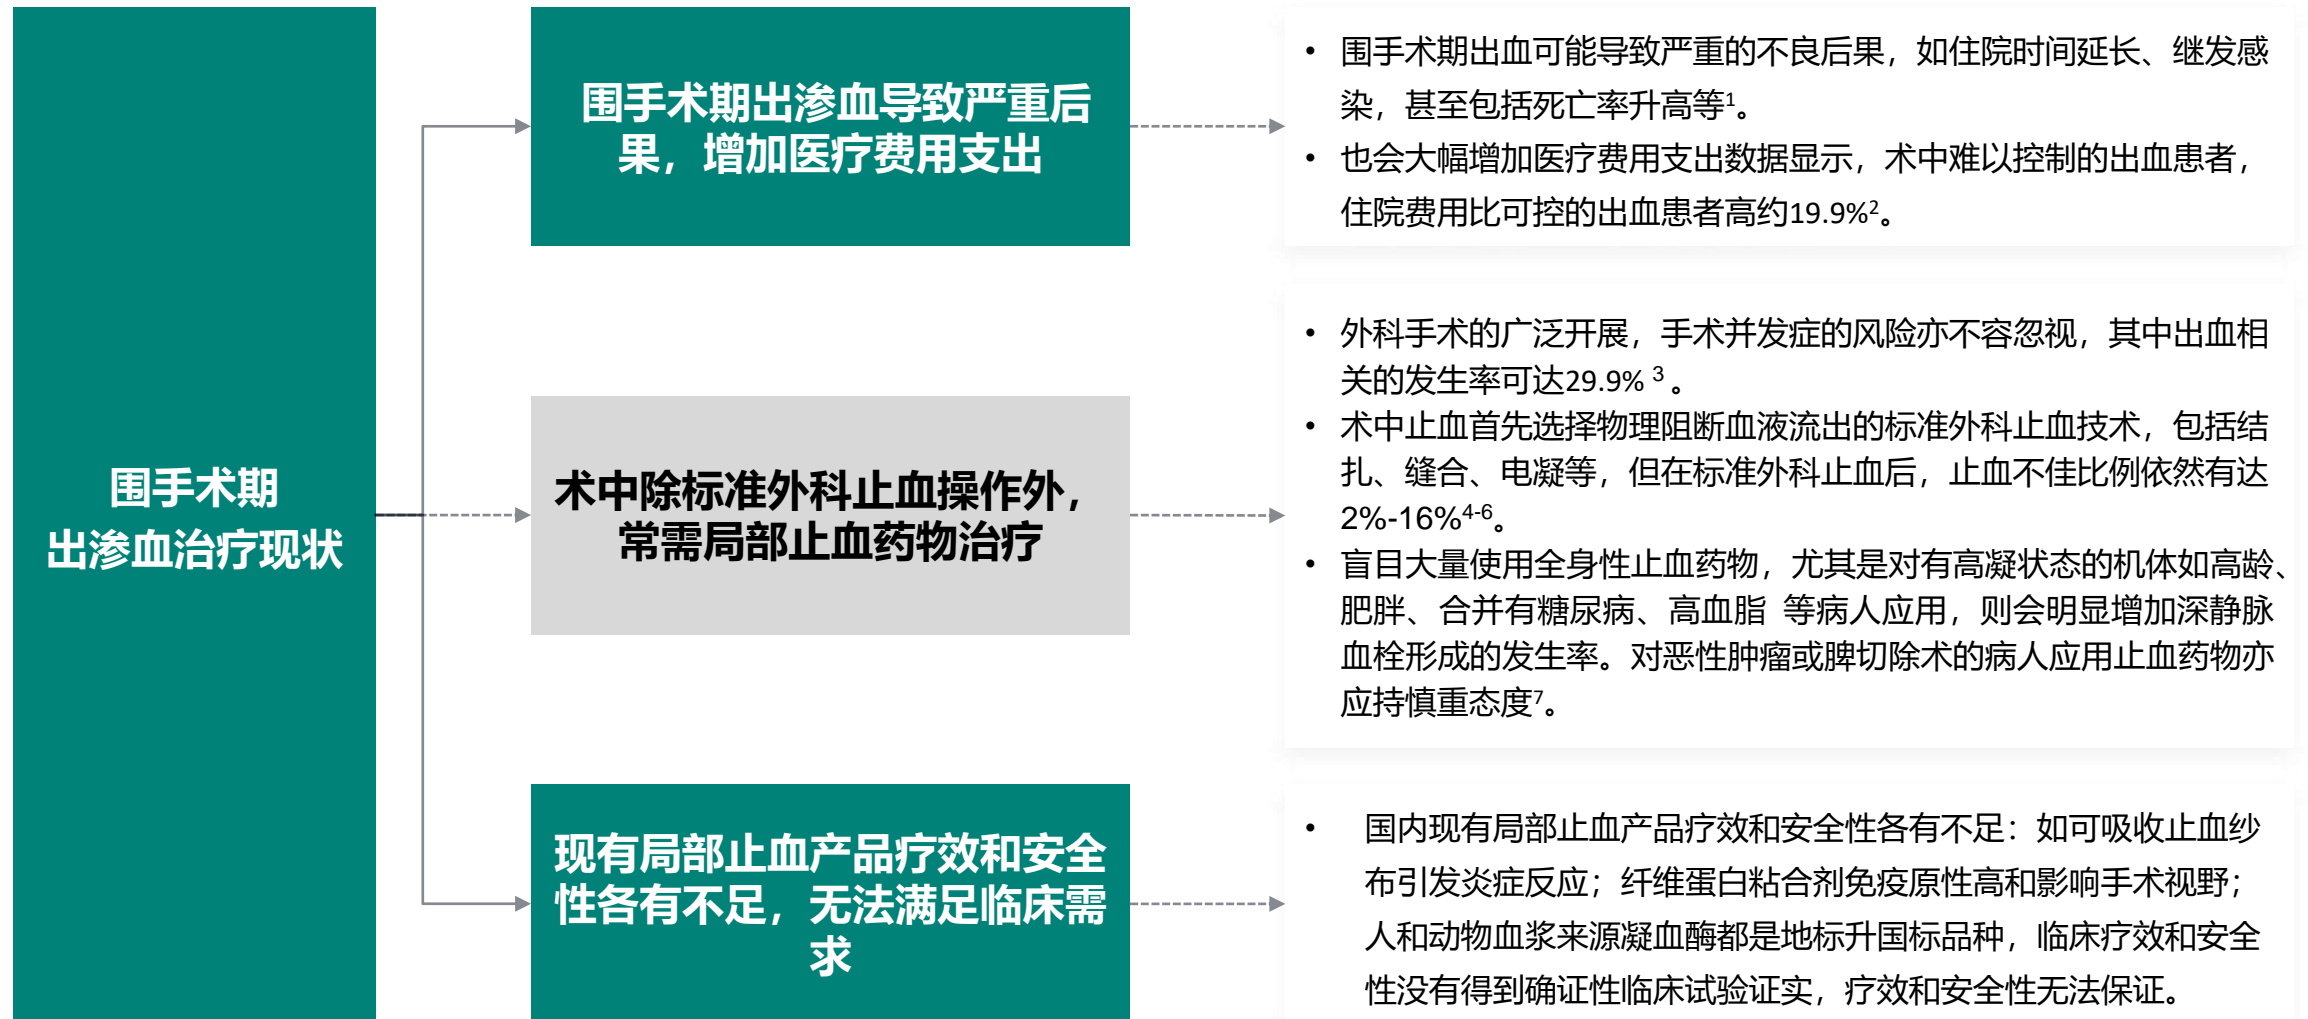 围手术期
出渗血治疗现状
围手术期出渗血导致严重后
果，增加医疗费用支出
• 围手术期出血可能导致严重的不良后果，如住院时间延长、继发感
染，甚至包括死亡率升高等¹。
• 也会大幅增加医疗费用支出数据显示，术中难以控制的出血患者，
住院费用比可控的出血患者高约19.9%²。
术中除标准外科止血操作外，
常需局部止血药物治疗
• 外科手术的广泛开展，手术并发症的风险亦不容忽视，其中出血相
关的发生率可达29.9% ³ 。
• 术中止血首先选择物理阻断血液流出的标准外科止血技术，包括结
扎、缝合、电凝等，但在标准外科止血后，止血不佳比例依然有达
2%-16%⁴⁻⁶。
• 盲目大量使用全身性止血药物，尤其是对有高凝状态的机体如高龄、
肥胖、合并有糖尿病、高血脂 等病人应用，则会明显增加深静脉
血栓形成的发生率。对恶性肿瘤或脾切除术的病人应用止血药物亦
应持慎重态度⁷。
现有局部止血产品疗效和安全
性各有不足，无法满足临床需
求
• 国内现有局部止血产品疗效和安全性各有不足：如可吸收止血纱
布引发炎症反应；纤维蛋白粘合剂免疫原性高和影响手术视野；
人和动物血浆来源凝血酶都是地标升国标品种，临床疗效和安全
性没有得到确证性临床试验证实，疗效和安全性无法保证。